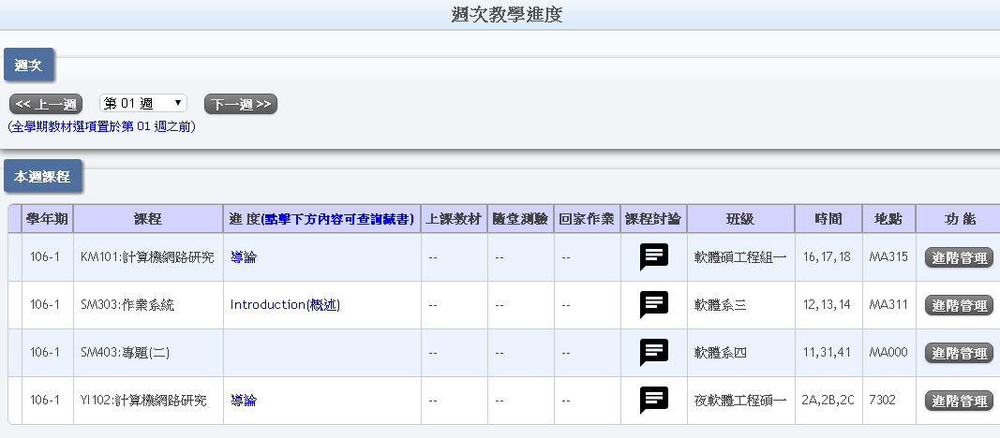 週次教學進度
週次
<< 上一週 第 01 週 下一週 >>
(全學期教材選項置於第 01 週之前)
本週課程
學年期 課程 進 度(點擊下方內容可查詢藏書) 上課教材 隨堂測驗 回家作業 課程討論 班級 時間 地點 功 能
106-1 KM101:計算機網路研究 導論 -- -- -- 軟體碩工程組一 16,17,18 MA315 進階管理
106-1 SM303:作業系統 Introduction(概述) -- -- -- 軟體系三 12,13,14 MA311 進階管理
106-1 SM403:專題(二) -- -- -- 軟體系四 11,31,41 MA000 進階管理
106-1 YI102:計算機網路研究 導論 -- -- -- 夜軟體工程碩一 2A,2B,2C 7302 進階管理